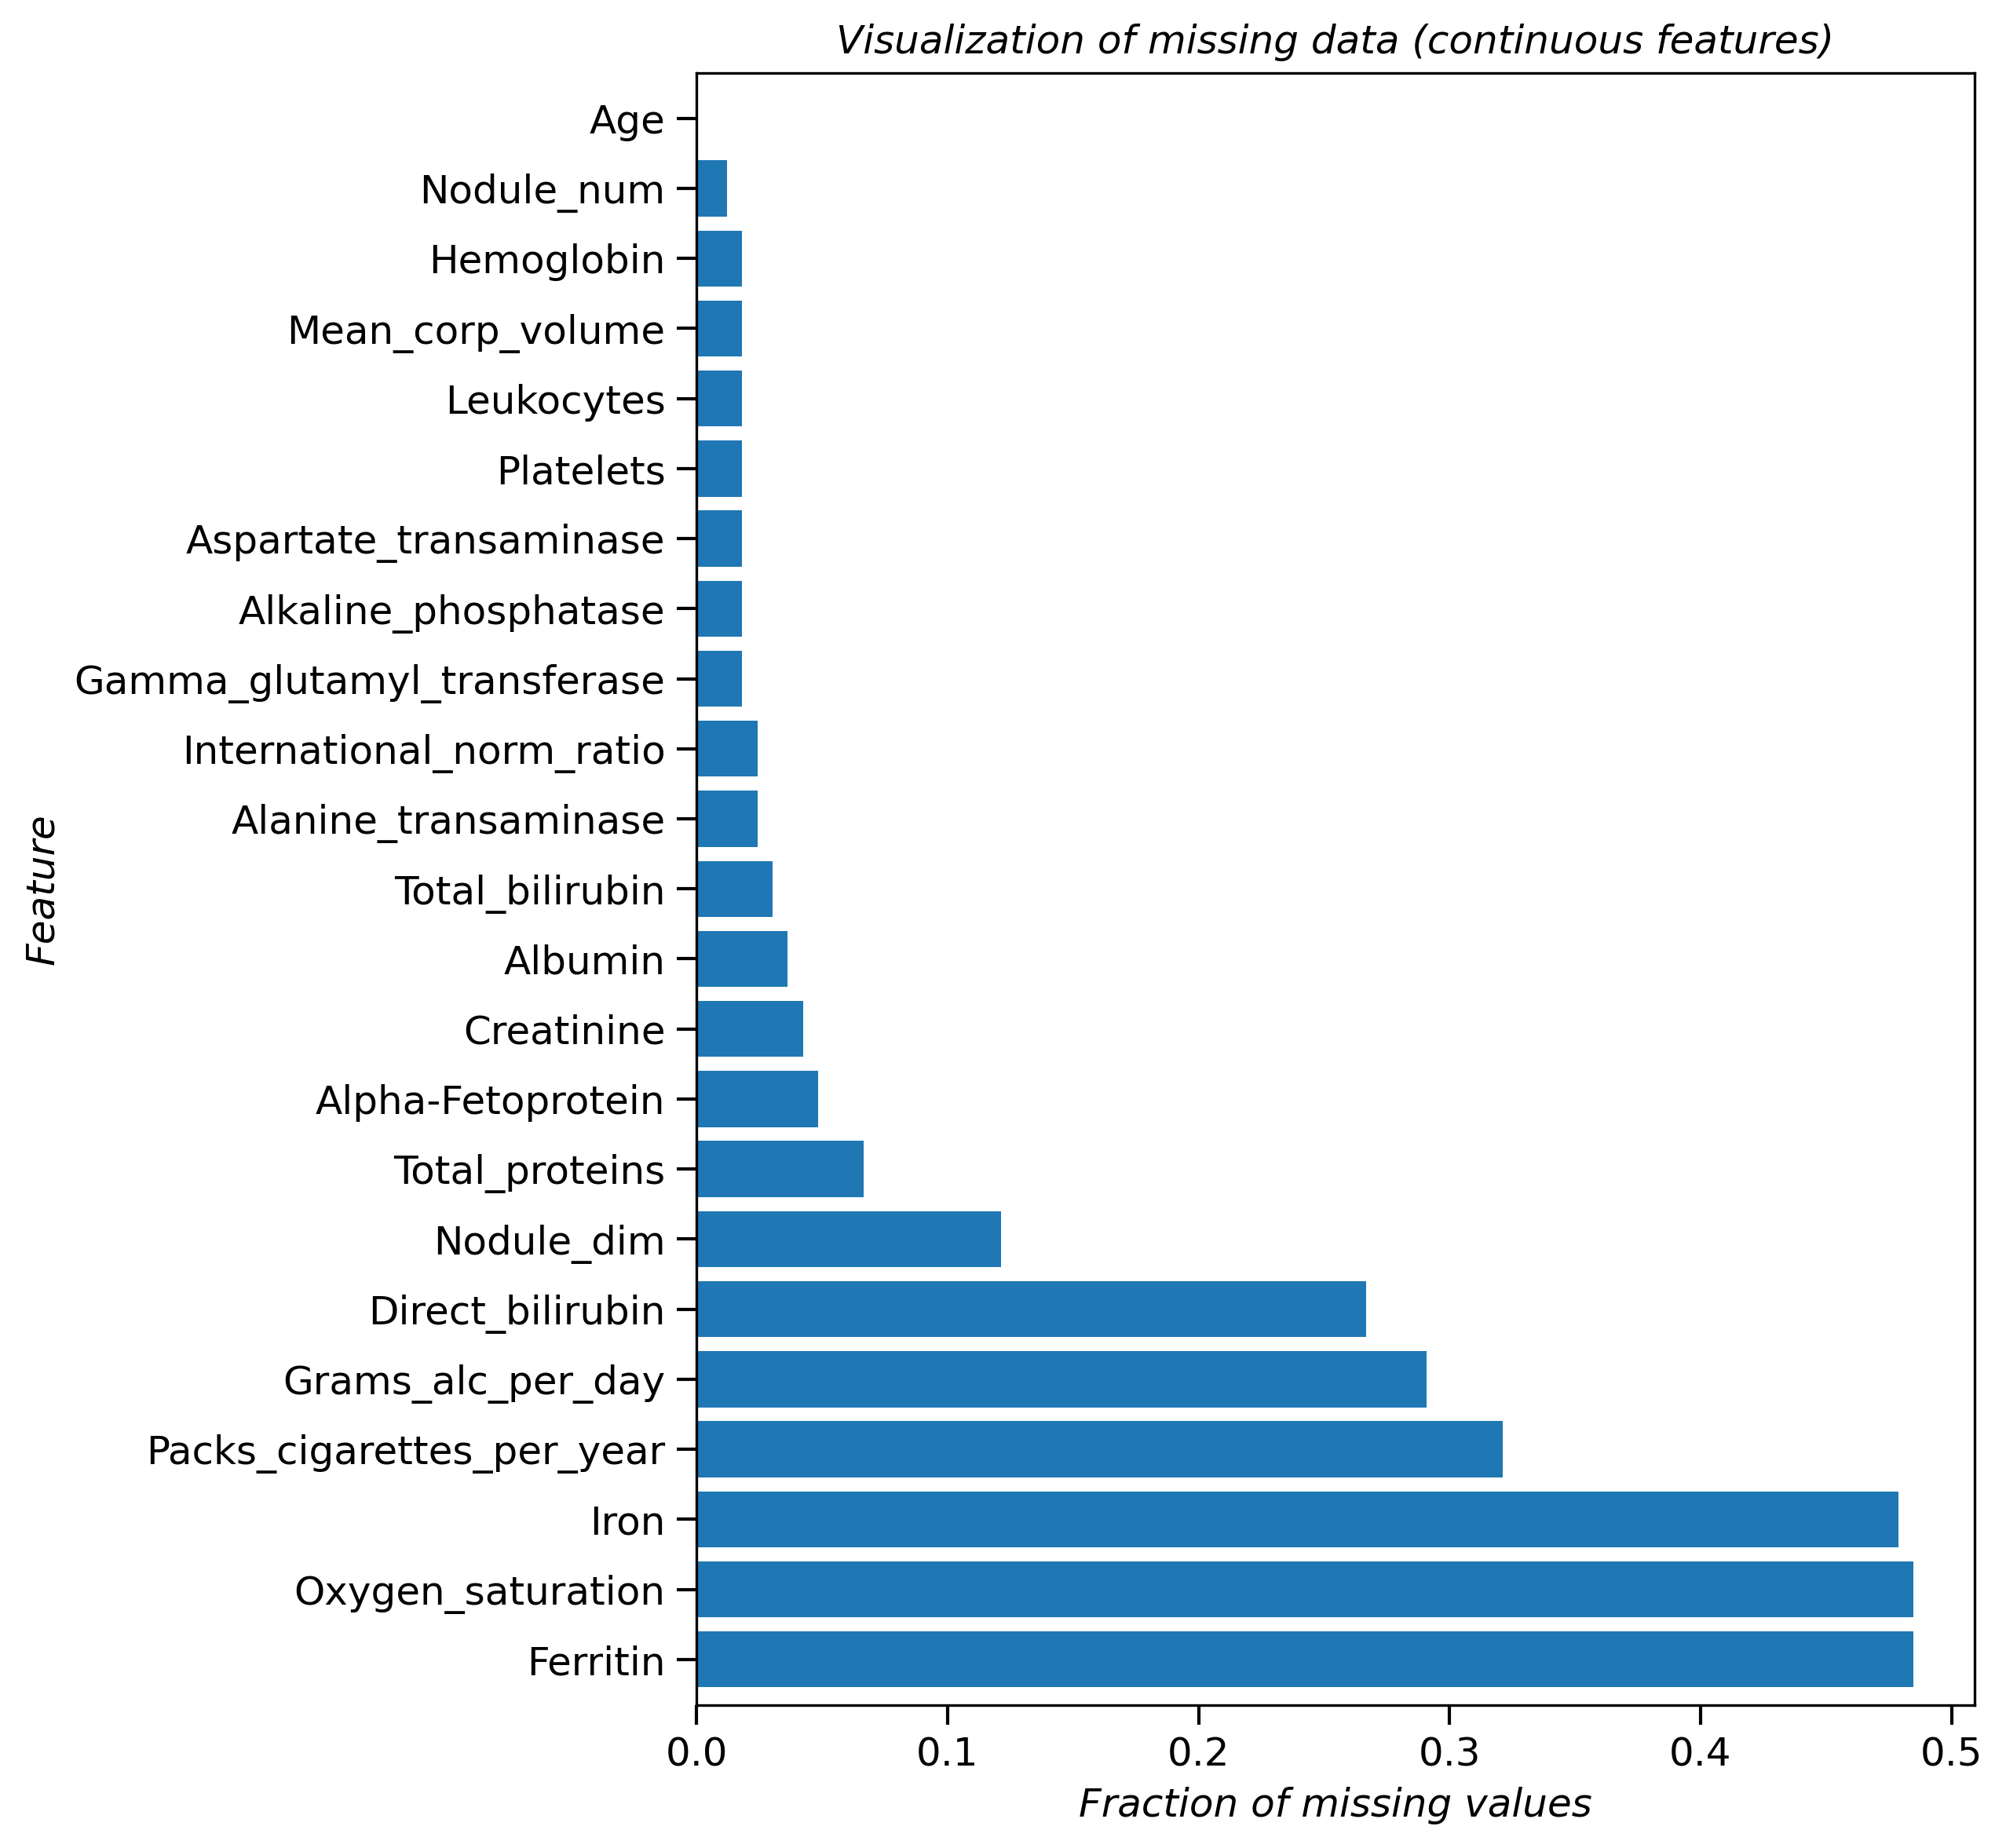 Visualization of missing data (continuous features)
Age
Nodule_num
Hemoglobin
Mean_corp_volume
Leukocytes
Platelets
Aspartate_transaminase
Alkaline_phosphatase
Gamma_glutamyl_transferase
International_norm_ratio
Alanine_transaminase
Total_bilirubin
Albumin
Creatinine
Alpha-Fetoprotein
Total_proteins
Nodule_dim
Direct_bilirubin
Grams_alc_per_day
Packs_cigarettes_per_year
Iron
Oxygen_saturation
Ferritin
Feature
0.0 0.1 0.2 0.3 0.4 0.5
Fraction of missing values